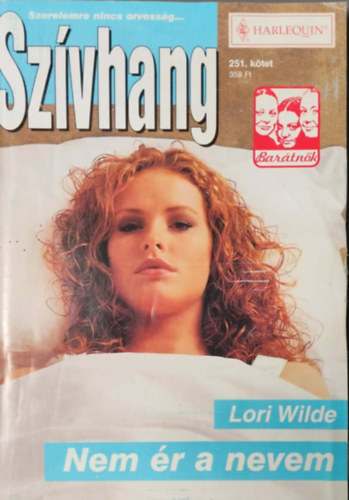 Szerelemre nincs orvosság...
Szívhang
HARLEQUIN
251. kötet
359 Ft
Barátnők
Lori Wilde
Nem ér a nevem